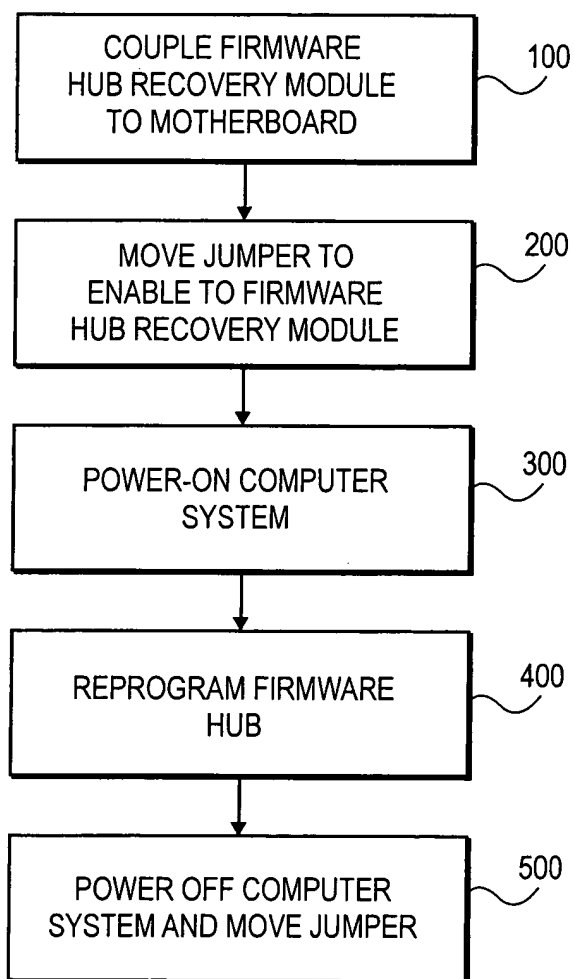 COUPLE FIRMWARE
HUB RECOVERY MODULE
TO MOTHERBOARD
100
MOVE JUMPER TO
ENABLE TO FIRMWARE
HUB RECOVERY MODULE
200
POWER-ON COMPUTER
SYSTEM
300
REPROGRAM FIRMWARE
HUB
400
POWER OFF COMPUTER
SYSTEM AND MOVE JUMPER
500